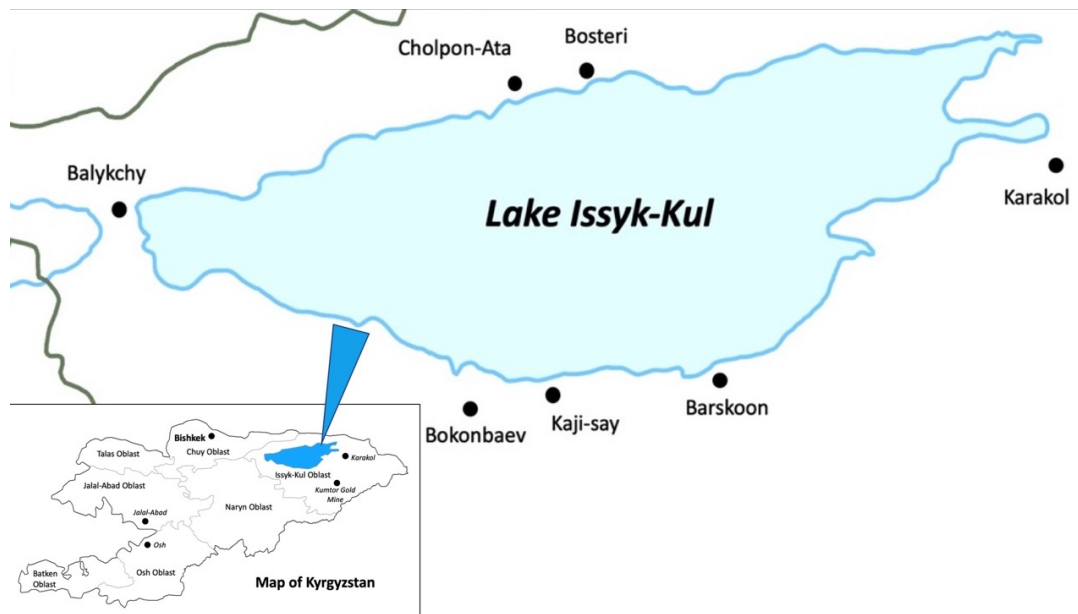 Bosteri
Cholpon-Ata
Balykchy
Karakol
Lake Issyk-Kul
Barskoon
Kaji-say
Bokonbaev
Bishkek
Chuy Oblast
Talas Oblast
Karakol
Issyk-Kul Oblast
Jalal-Abad Oblast
Kumtor Gold
Mine
Naryn Oblast
Jalal-Abad
Osh
Batken
Oblast
Osh Oblast
Map of Kyrgyzstan